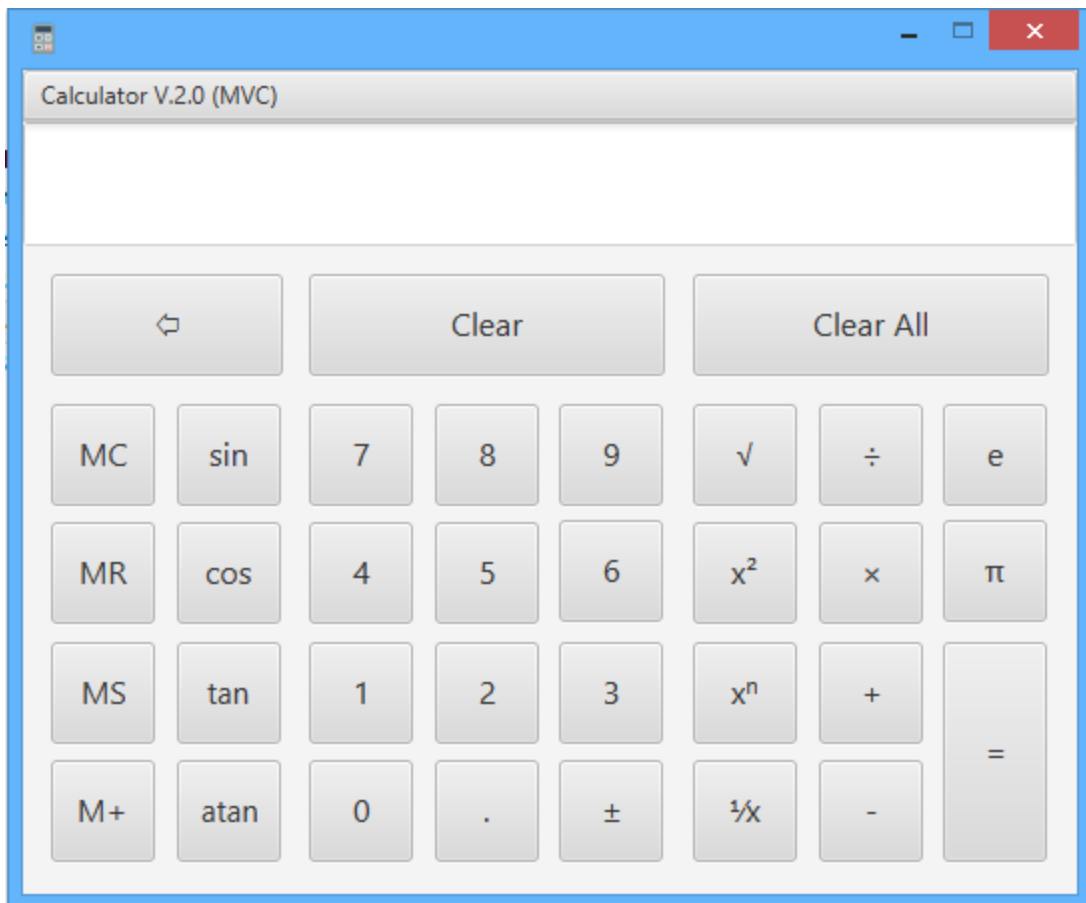 Calculator V.2.0 (MVC)
⇦ Clear Clear All
MC sin 7 8 9 √ ÷ e
MR cos 4 5 6 x² × π
MS tan 1 2 3 xⁿ +
=
M+ atan 0 . ± ⅟x -